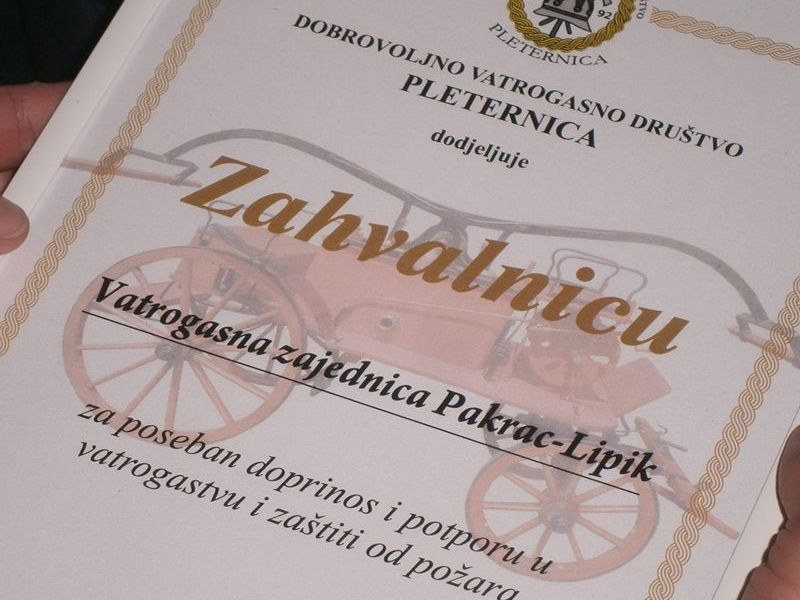 92
PLETERNICA
DOBROVOLJNO VATROGASNO DRUŠTVO
PLETERNICA
dodjeljuje
Zahvalnicu
Vatrogasna zajednica Pakrac-Lipik
za poseban doprinos i potporu u
vatrogastvu i zaštiti od požara